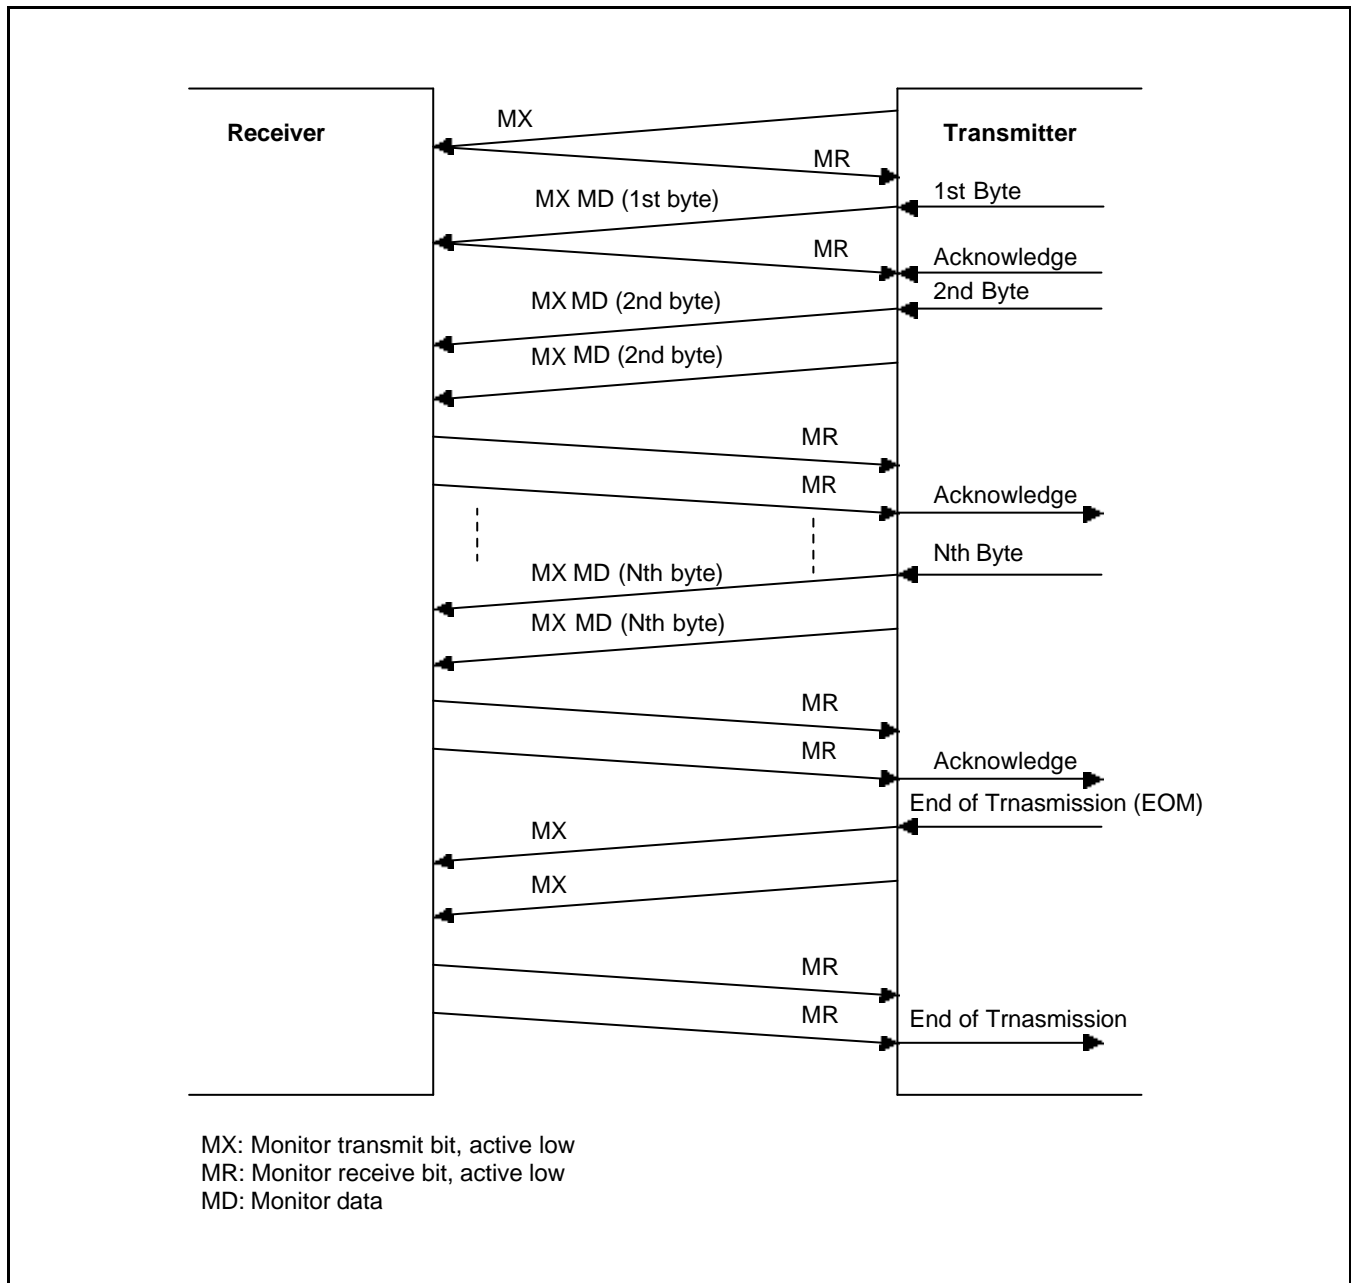 MX
Receiver
Transmitter
MR
MX MD (1st byte)
1st Byte
MR
Acknowledge
MX MD (2nd byte)
2nd Byte
MX MD (2nd byte)
MR
MR
Acknowledge
Nth Byte
MX MD (Nth byte)
MX MD (Nth byte)
MR
MR
Acknowledge
End of Trnasmission (EOM)
MX
MX
MR
MR
End of Trnasmission
MX: Monitor transmit bit, active low
MR: Monitor receive bit, active low
MD: Monitor data